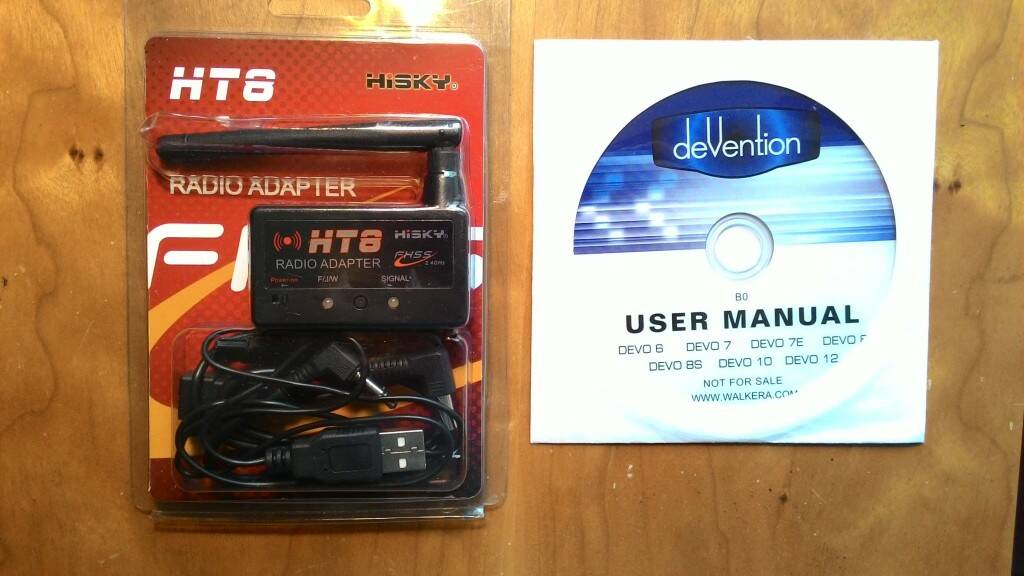 HT8 HiSKY
RADIO ADAPTER
HT8 HiSKY
FHSS
2.4GHz
RADIO ADAPTER
Power on F/J/W SIGNAL
deVention
B0
USER MANUAL
DEVO 6 DEVO 7 DEVO 7E DEVO
DEVO 8S DEVO 10 DEVO 12
NOT FOR SALE
WWW.WALKERA.COM